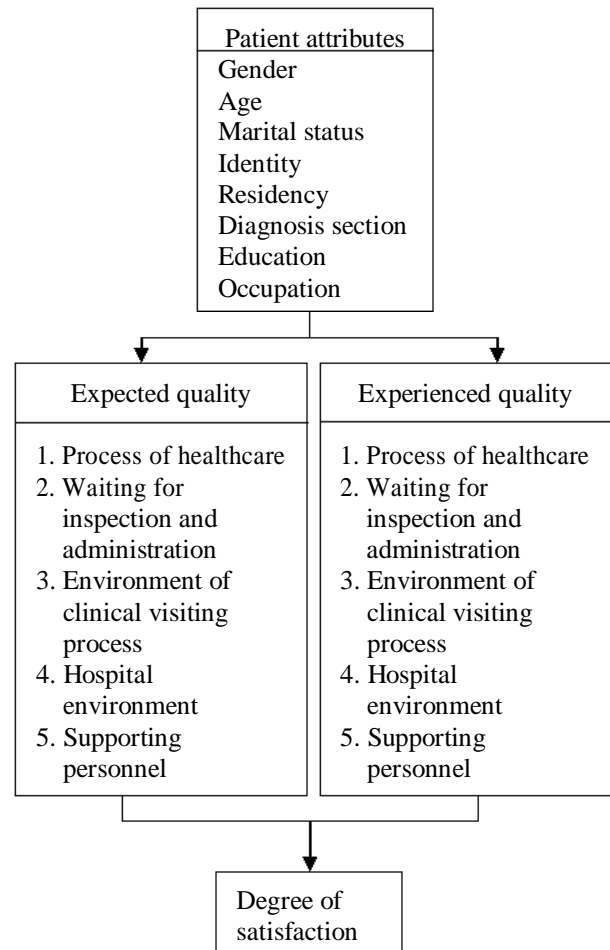 Patient attributes
Gender
Age
Marital status
Identity
Residency
Diagnosis section
Education
Occupation
Expected quality
1. Process of healthcare
2. Waiting for
inspection and
administration
3. Environment of
clinical visiting
process
4. Hospital
environment
5. Supporting
personnel
Experienced quality
1. Process of healthcare
2. Waiting for
inspection and
administration
3. Environment of
clinical visiting
process
4. Hospital
environment
5. Supporting
personnel
Degree of
satisfaction